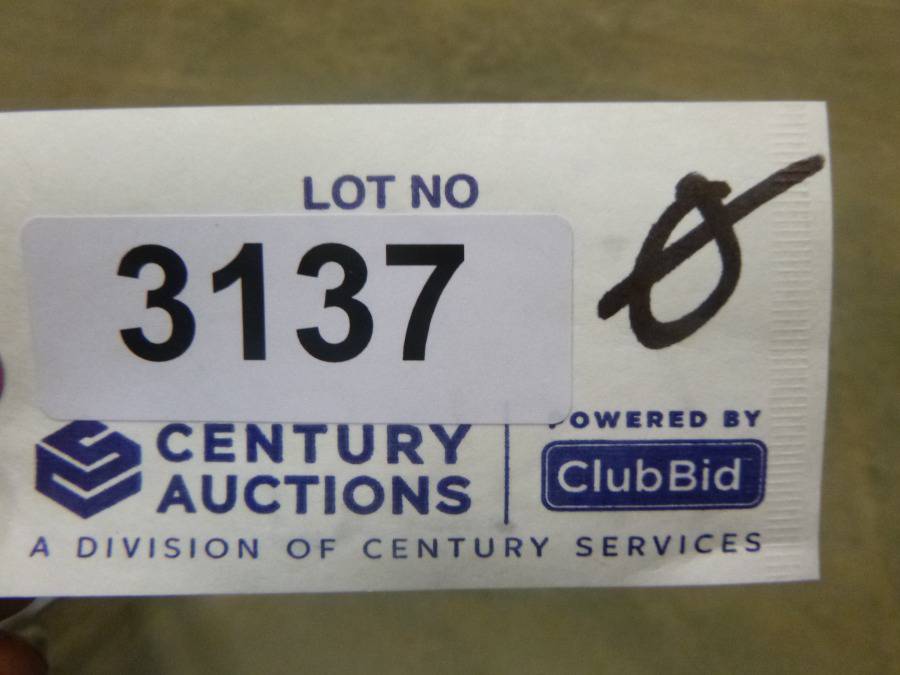 LOT NO
3137
Ø
CENTURY
AUCTIONS
POWERED BY
ClubBid
A DIVISION OF CENTURY SERVICES